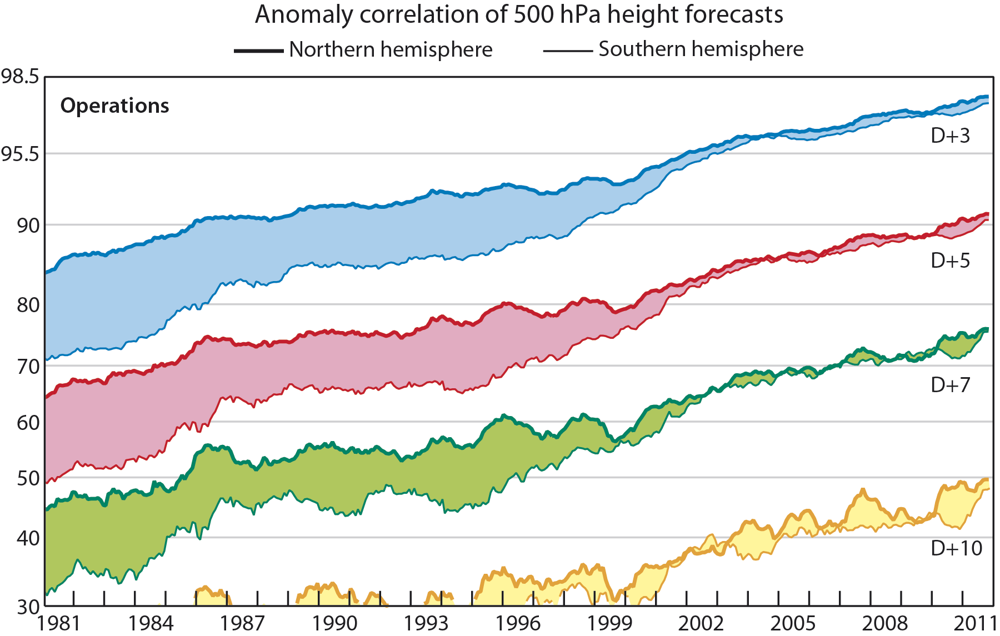 Anomaly correlation of 500 hPa height forecasts
Northern hemisphere Southern hemisphere
98.5
Operations
D+3
95.5
90
D+5
80
70
D+7
60
50
40
D+10
30
1981 1984 1987 1990 1993 1996 1999 2002 2005 2008 2011